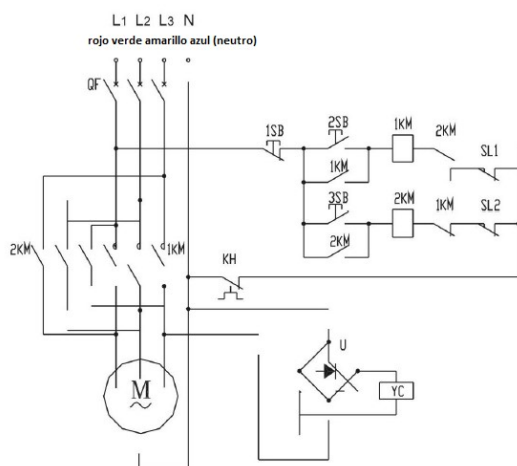 L1 L2 L3 N
rojo verde amarillo azul (neutro)
QF
1SB 2SB 1KM 2KM SL1
1KM
3SB 2KM 1KM SL2
2KM 1KM 2KM
KH
U
M
~
YC